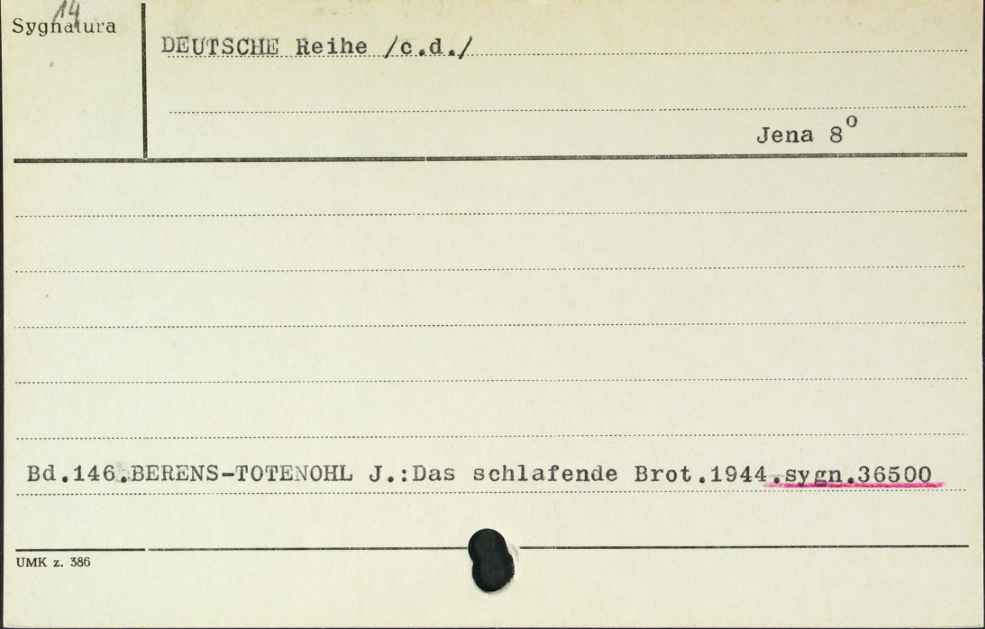 14
Sygnatura
DEUTSCHE Reihe /c.d./
Jena 8°
Bd.146.BERENS-TOTENOHL J.:Das schlafende Brot.1944.sygn.36500
UMK z. 386